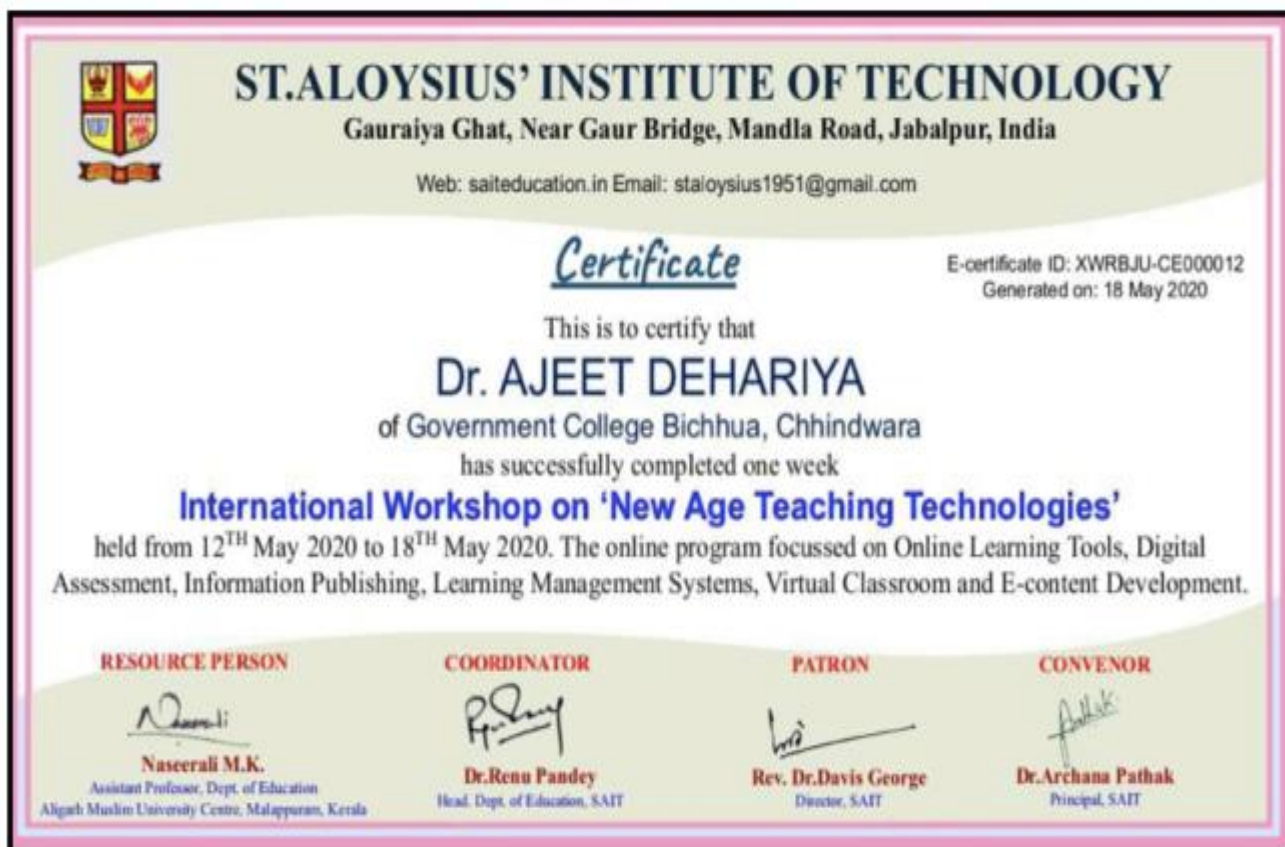 ST.ALOYSIUS' INSTITUTE OF TECHNOLOGY
Gauraiya Ghat, Near Gaur Bridge, Mandla Road, Jabalpur, India
Web: saiteducation.in Email: staloysius1951@gmail.com
Certificate
E-certificate ID: XWRBJU-CE000012
Generated on: 18 May 2020
This is to certify that
Dr. AJEET DEHARIYA
of Government College Bichhua, Chhindwara
has successfully completed one week
International Workshop on 'New Age Teaching Technologies'
held from 12TH May 2020 to 18TH May 2020. The online program focussed on Online Learning Tools, Digital
Assessment, Information Publishing, Learning Management Systems, Virtual Classroom and E-content Development.
RESOURCE PERSON
Naseerali
Naseerali M.K.
Assistant Professor, Dept. of Education
Aligarh Muslim University Centre, Malappuram, Kerala
COORDINATOR
Dr.Renu Pandey
Head. Dept. of Education, SAIT
PATRON
Rev. Dr.Davis George
Director, SAIT
CONVENOR
Dr.Archana Pathak
Principal, SAIT